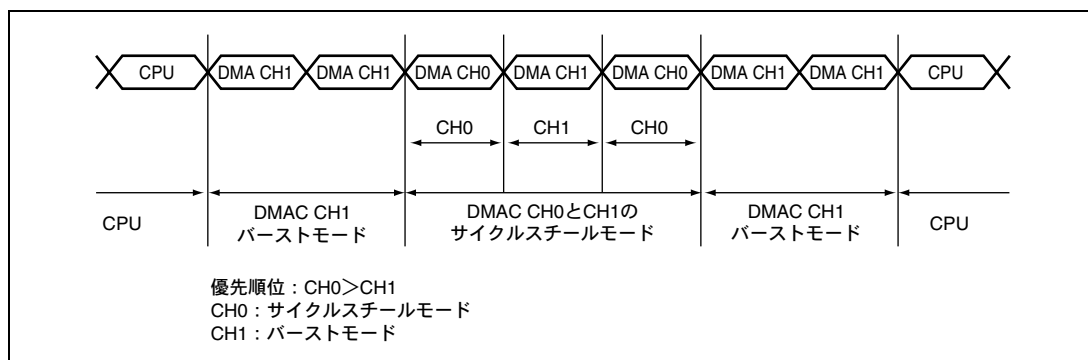 CPU DMA CH1 DMA CH1 DMA CH0 DMA CH1 DMA CH0 DMA CH1 DMA CH1 CPU
CH0 CH1 CH0
CPU DMAC CH1 DMAC CH0とCH1の DMAC CH1 CPU
バーストモード サイクルスチールモード バーストモード
優先順位：CH0＞CH1
CH0：サイクルスチールモード
CH1：バーストモード